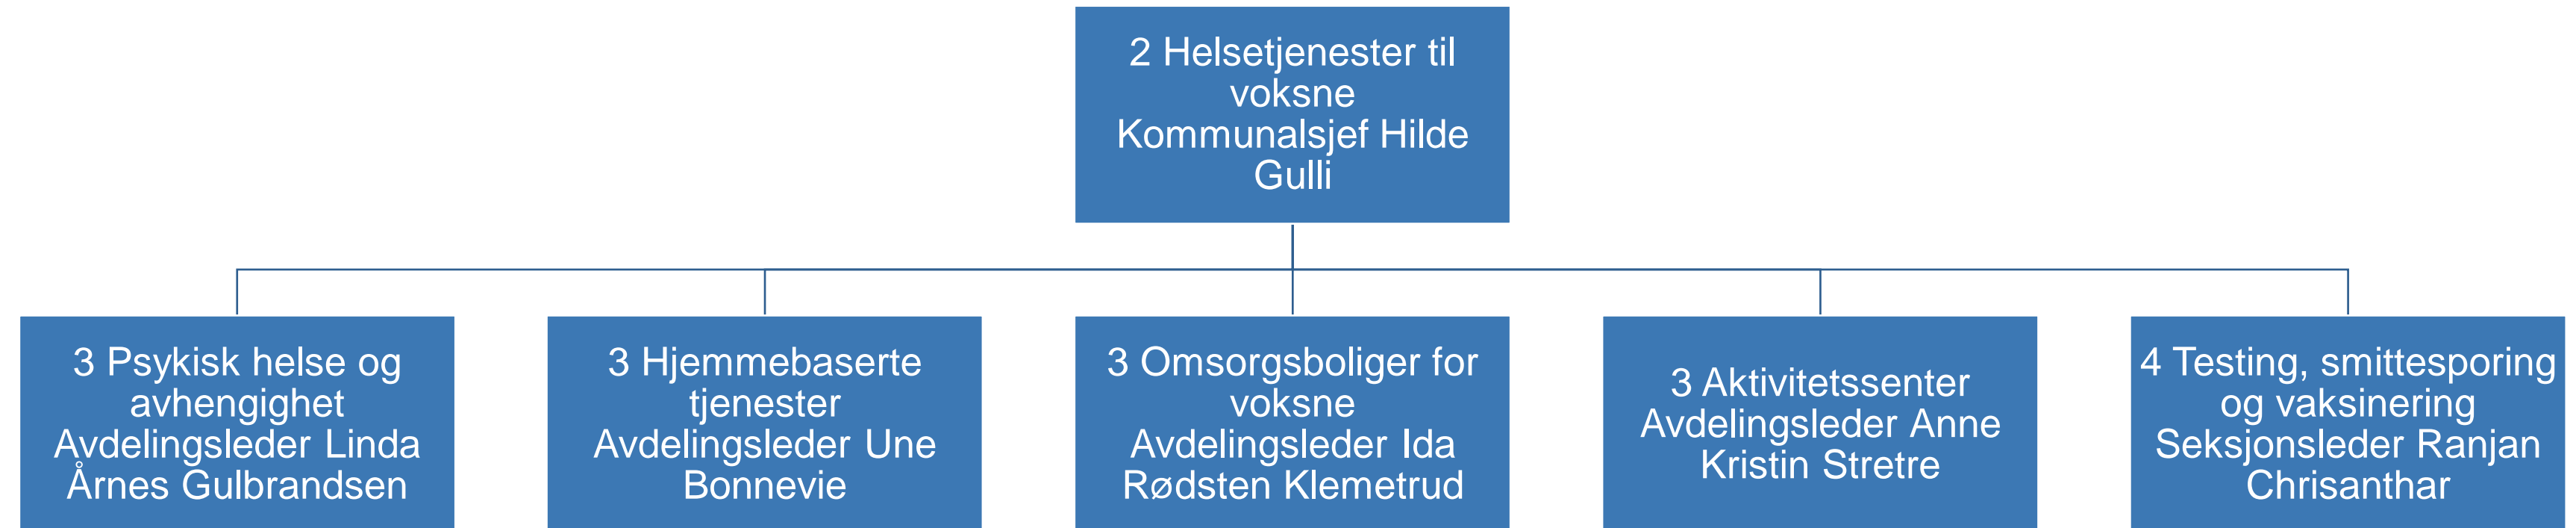 2 Helsetjenester til
voksne
Kommunalsjef Hilde
Gulli
3 Psykisk helse og
avhengighet
Avdelingsleder Linda
Årnes Gulbrandsen
3 Hjemmebaserte
tjenester
Avdelingsleder Une
Bonnevie
3 Omsorgsboliger for
voksne
Avdelingsleder Ida
Rødsten Klemetrud
3 Aktivitetssenter
Avdelingsleder Anne
Kristin Stretre
4 Testing, smittesporing
og vaksinering
Seksjonsleder Ranjan
Chrisanthar